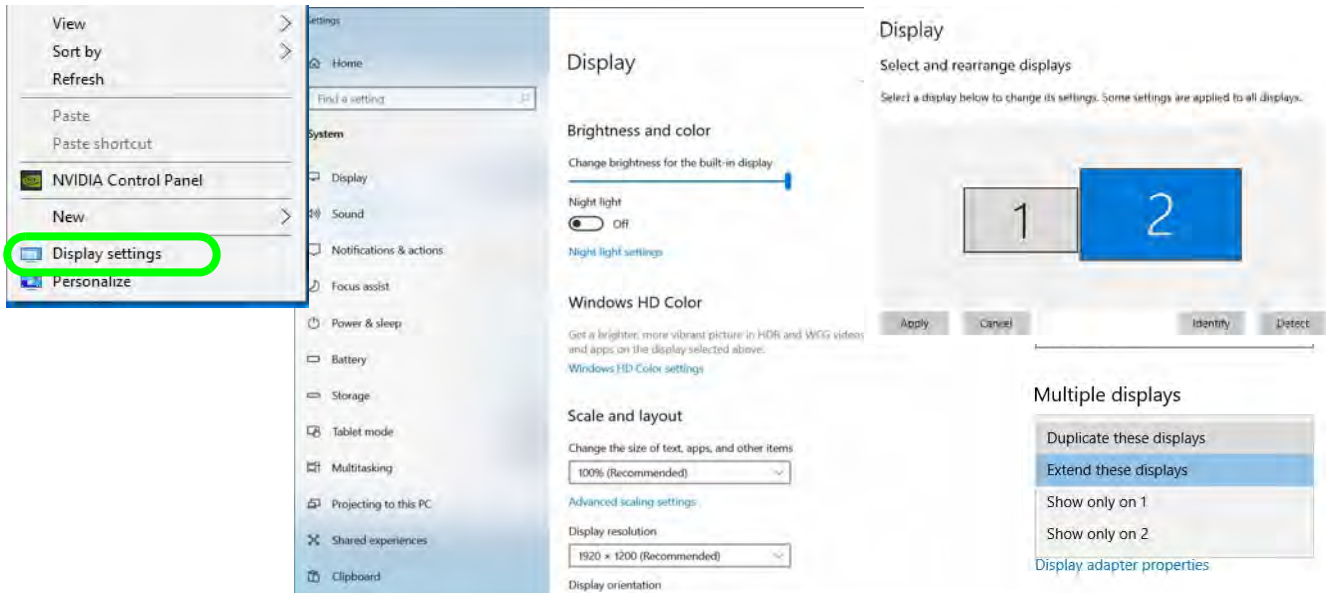 View
Sort by
Refresh
Paste
Paste shortcut
NVIDIA Control Panel
New
Display settings
Personalize
Settings
Home
Find a setting
System
Display
Sound
Notifications & actions
Focus assist
Power & sleep
Battery
Storage
Tablet mode
Multitasking
Projecting to this PC
Shared experiences
Clipboard
Display
Brightness and color
Change brightness for the built-in display
Night light
Off
Night light settings
Windows HD Color
Get a brighter, more vibrant picture in HDR and WCG videos
and apps on the display selected above.
Windows HD Color settings
Scale and layout
Change the size of text, apps, and other items
100% (Recommended)
Advanced scaling settings
Display resolution
1920 × 1200 (Recommended)
Display orientation
Display
Select and rearrange displays
Select a display below to change its settings. Some settings are applied to all displays.
1
2
Apply Cancel Identify Detect
Multiple displays
Duplicate these displays
Extend these displays
Show only on 1
Show only on 2
Display adapter properties